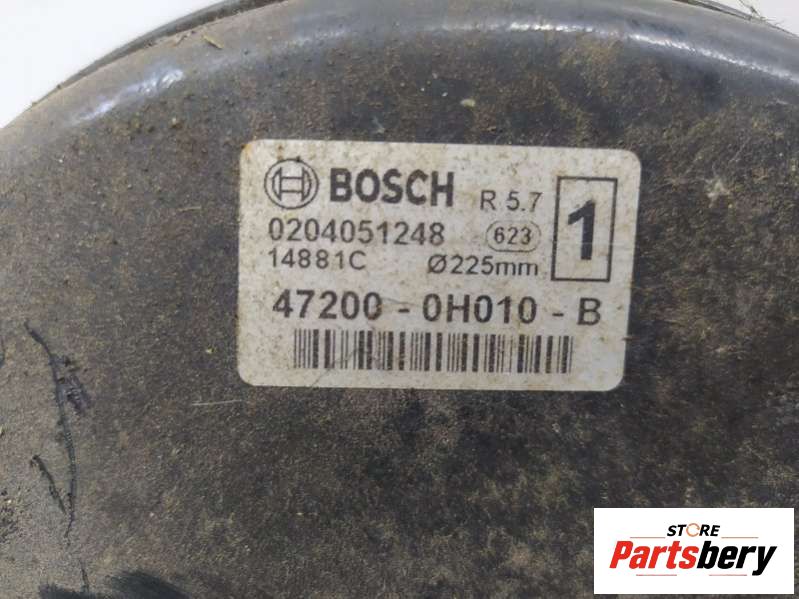 BOSCH R 5.7 1
0204051248 623
14881C Ø225mm
47200 - 0H010 - B
STORE
Partsbery